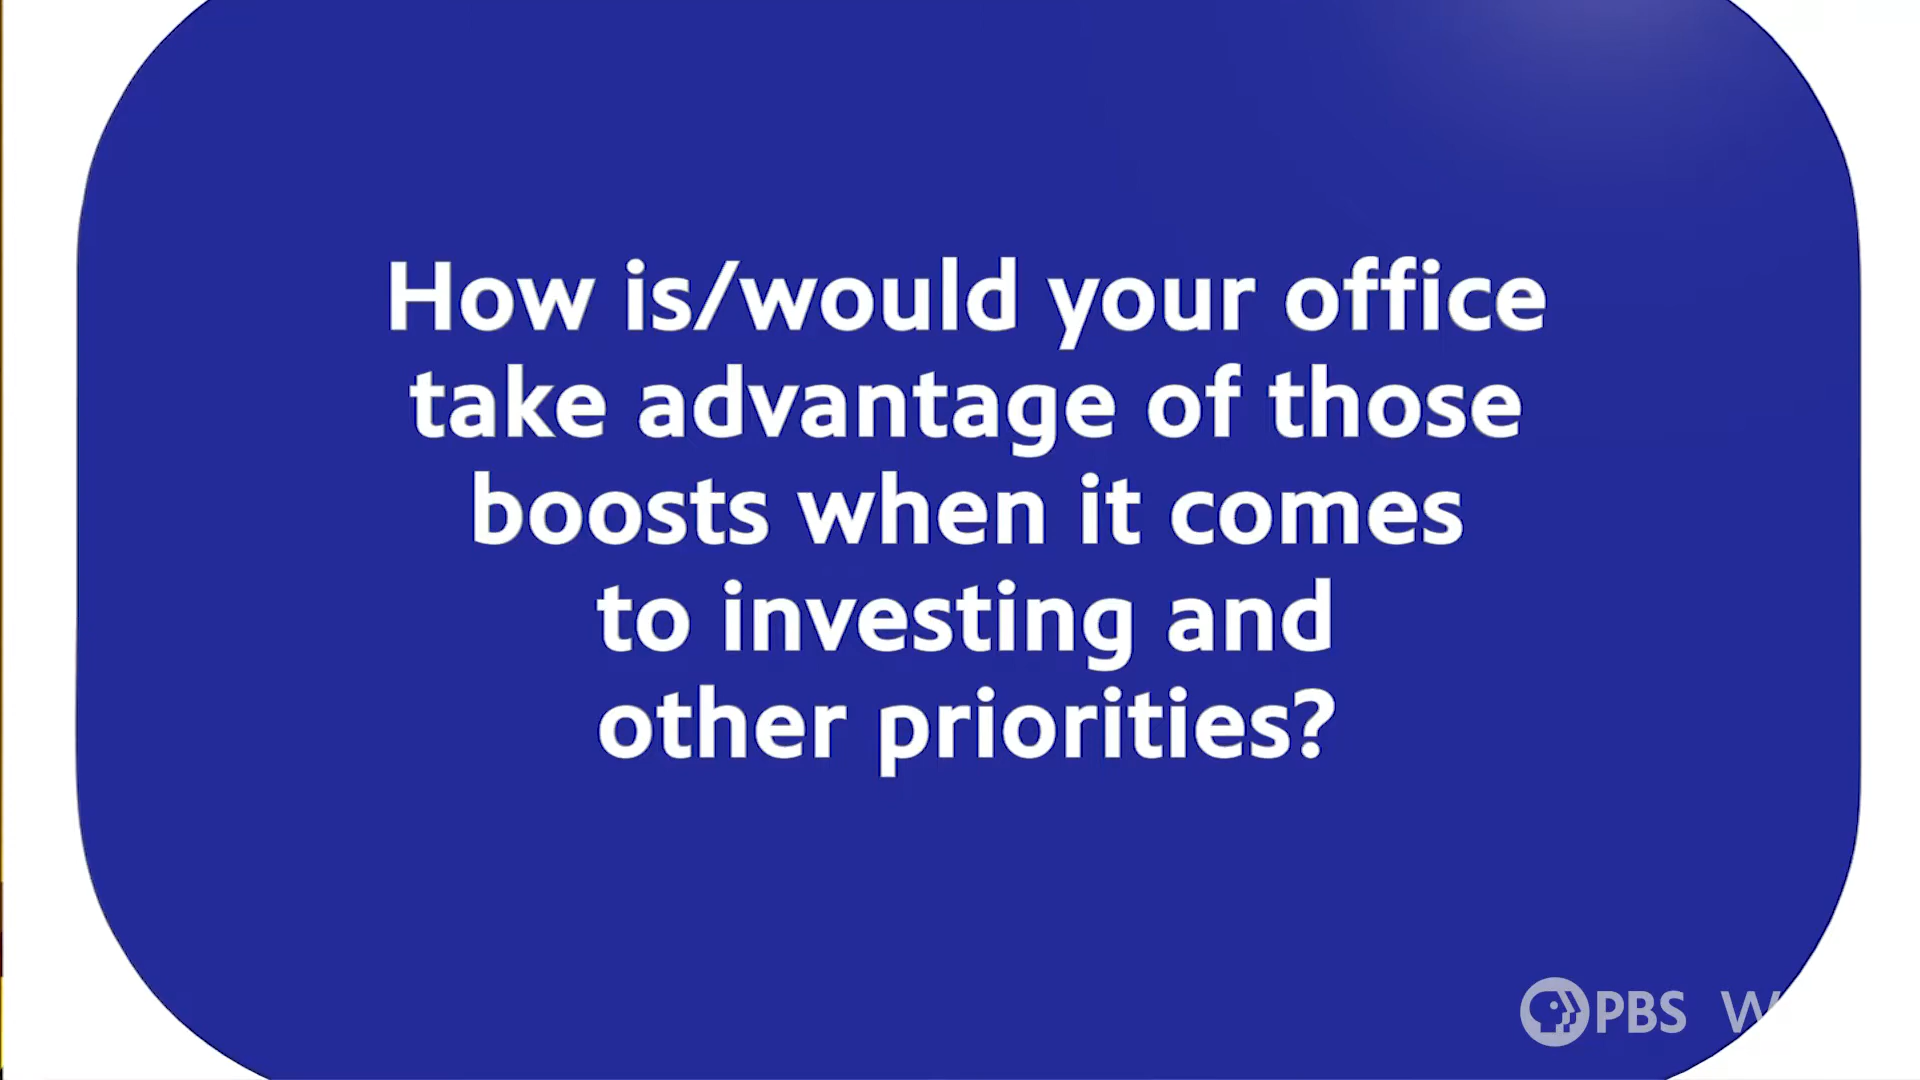 How is/would your office
take advantage of those
boosts when it comes
to investing and
other priorities?
PBS W